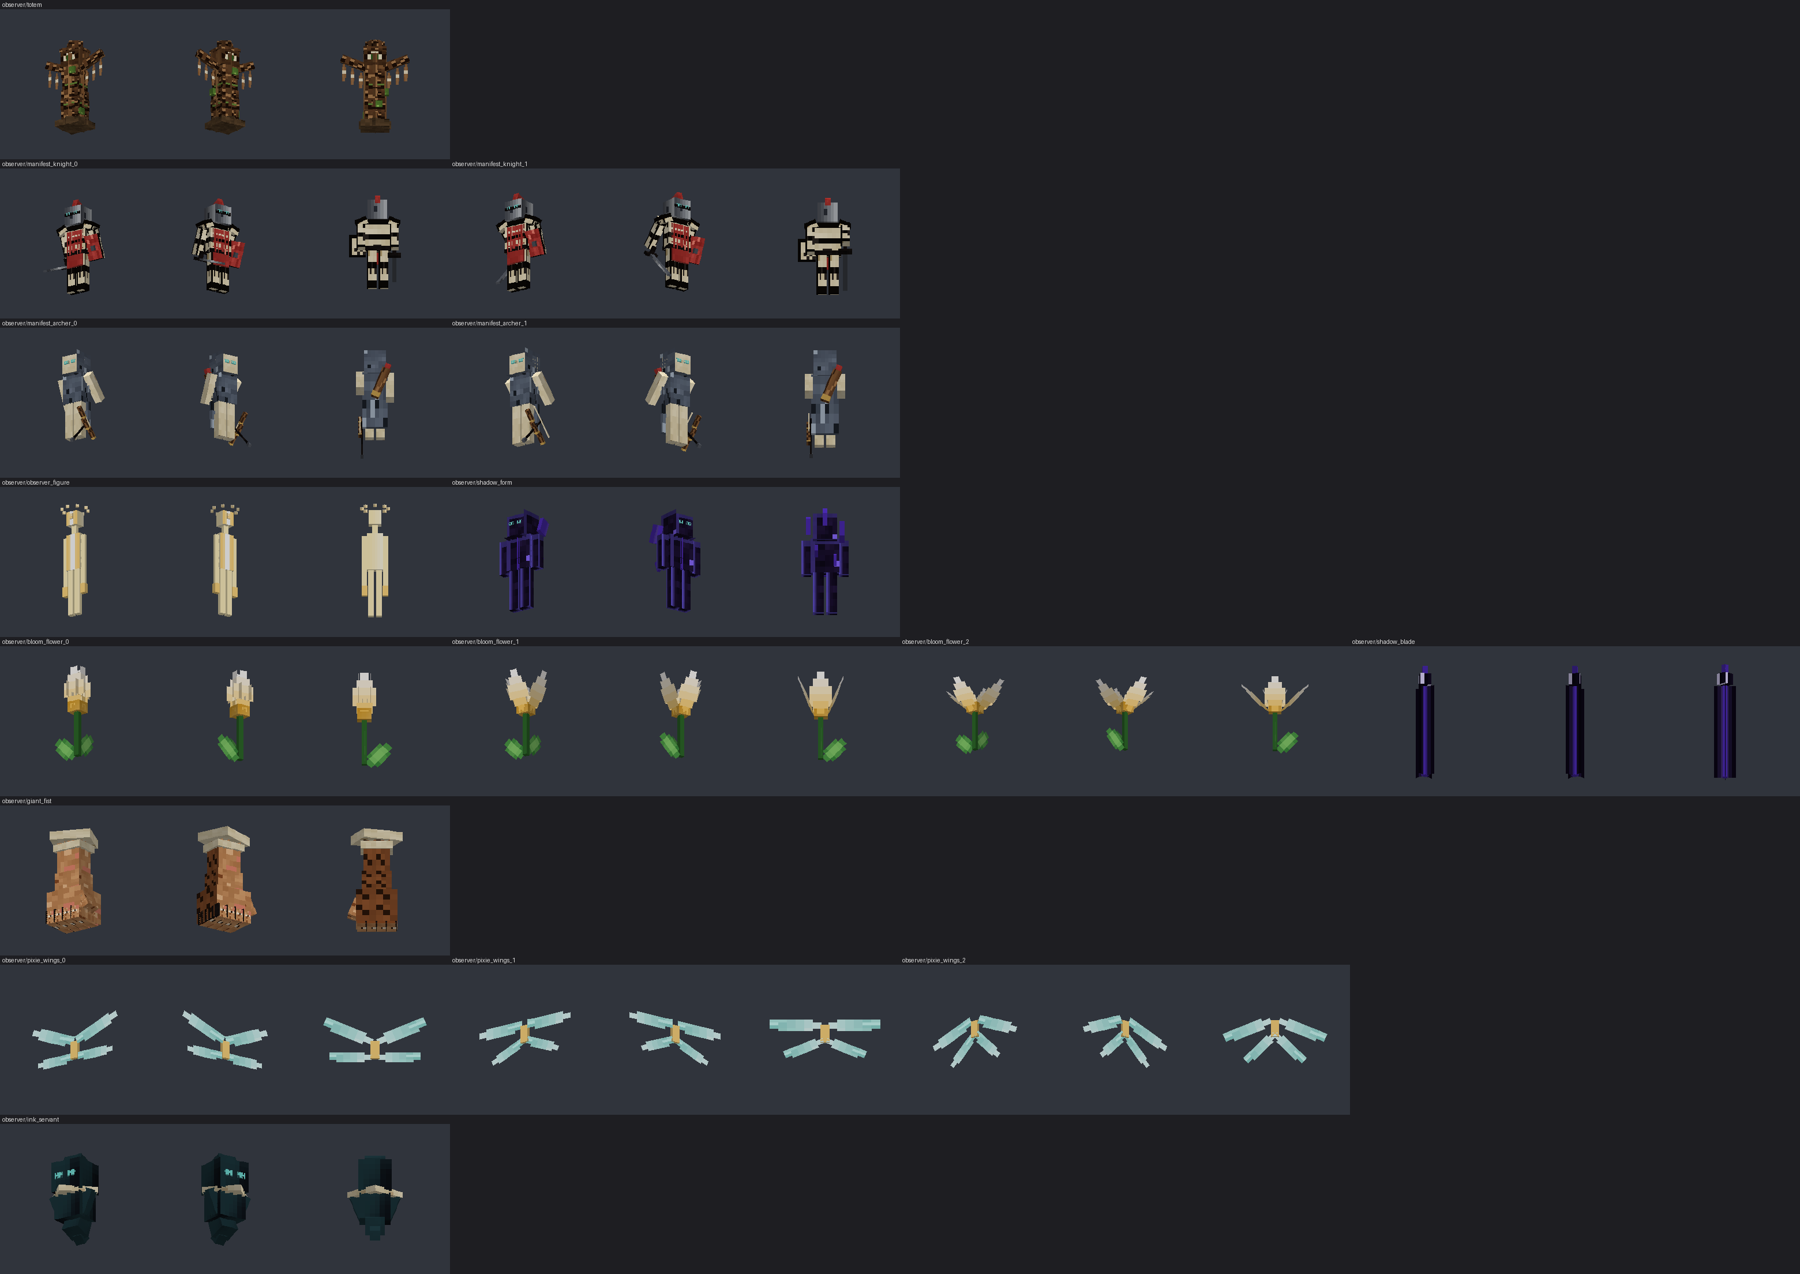 observer/totem
observer/manifest_knight_0
observer/manifest_knight_1
observer/manifest_archer_0
observer/manifest_archer_1
observer/observer_figure
observer/shadow_form
observer/bloom_flower_0
observer/bloom_flower_1
observer/bloom_flower_2
observer/shadow_blade
observer/giant_fist
observer/pixie_wings_0
observer/pixie_wings_1
observer/pixie_wings_2
observer/ink_servant